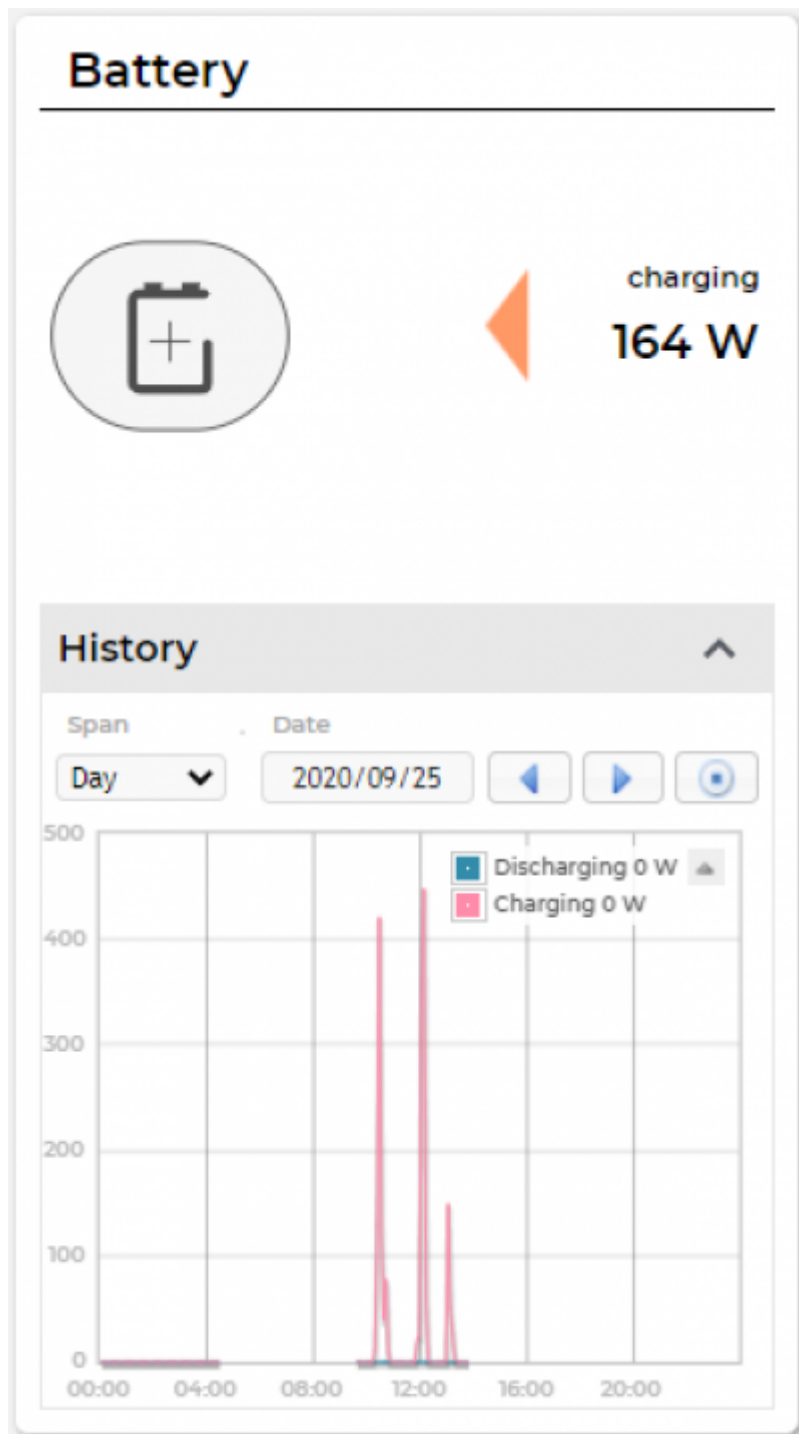 Battery
charging
164 W
History
Span . Date
Day 2020/09/25
500
Discharging 0 W
Charging 0 W
400
300
200
100
0
00:00 04:00 08:00 12:00 16:00 20:00